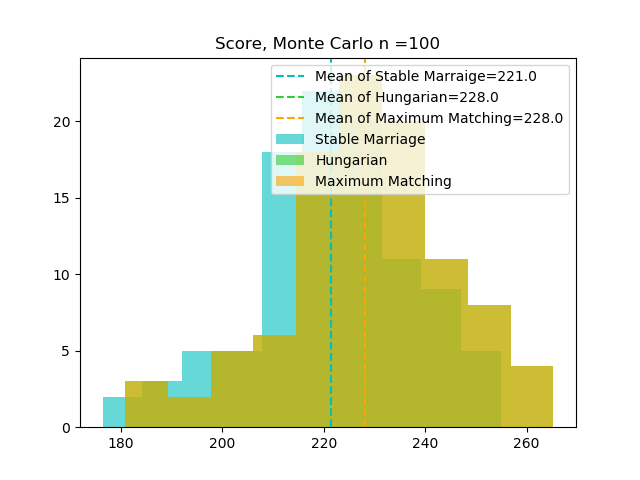 Score, Monte Carlo n =100
Mean of Stable Marraige=221.0
Mean of Hungarian=228.0
Mean of Maximum Matching=228.0
Stable Marriage
Hungarian
Maximum Matching
20
15
10
5
0
180 200 220 240 260